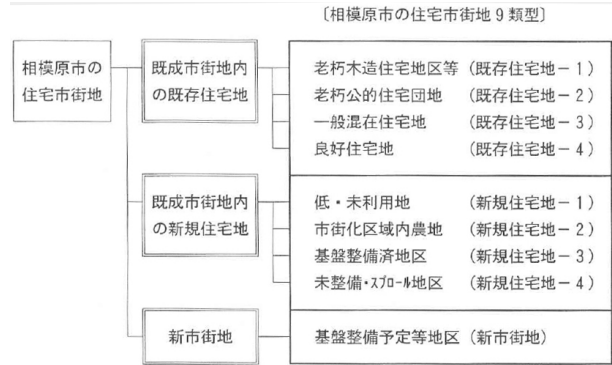 〔相模原市の住宅市街地9類型〕
相模原市の
住宅市街地
既成市街地内
の既存住宅地
老朽木造住宅地区等 (既存住宅地－1)
老朽公的住宅団地 (既存住宅地－2)
一般混在住宅地 (既存住宅地－3)
良好住宅地 (既存住宅地－4)
既成市街地内
の新規住宅地
低・未利用地 (新規住宅地－1)
市街化区域内農地 (新規住宅地－2)
基盤整備済地区 (新規住宅地－3)
未整備・ｽﾌﾟﾛｰﾙ地区 (新規住宅地－4)
新市街地
基盤整備予定等地区 (新市街地)